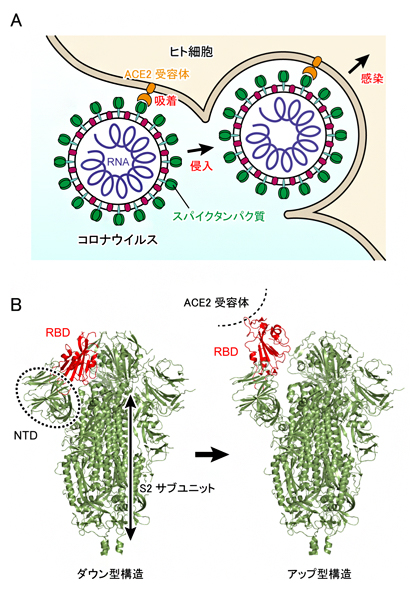 A
ヒト細胞
ACE2 受容体
吸着
感染
RNA
侵入
スパイクタンパク質
コロナウイルス
B
ACE2 受容体
RBD
RBD
NTD
S2 サブユニット
ダウン型構造
アップ型構造